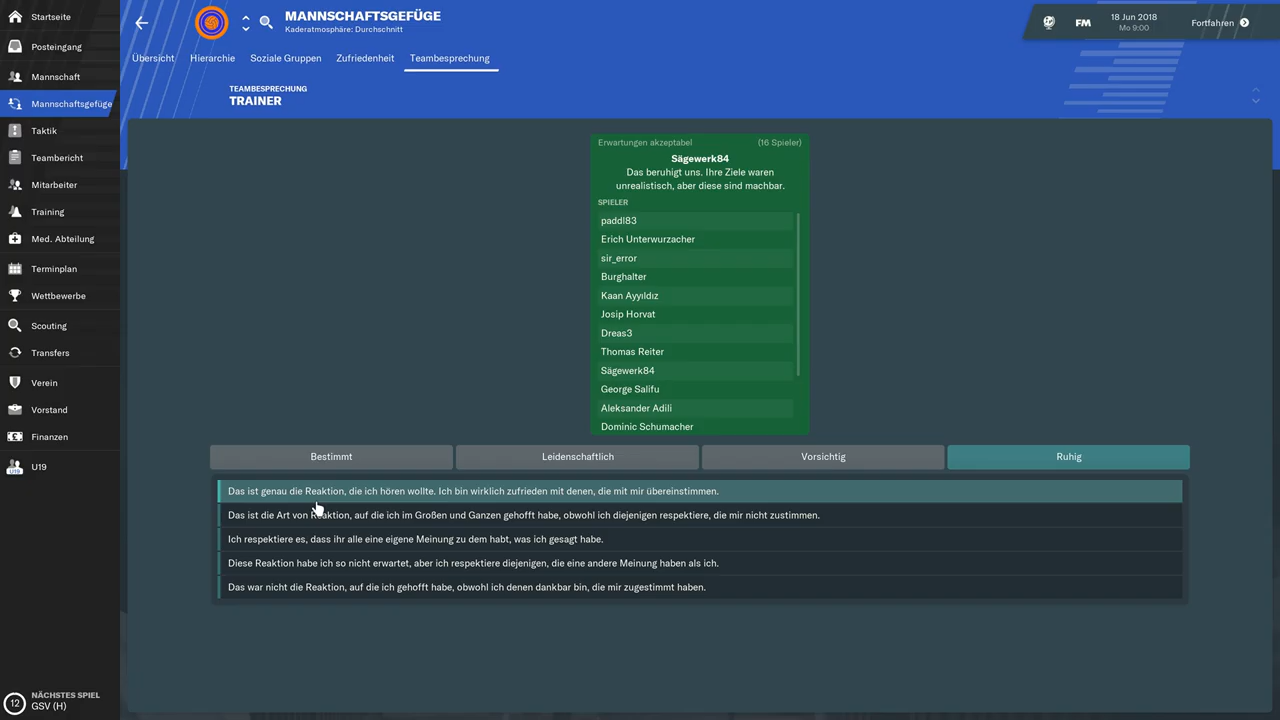 Startseite
Posteingang
Mannschaft
Mannschaftsgefüge
Taktik
Teambericht
Mitarbeiter
Training
Med. Abteilung
Terminplan
Wettbewerbe
Scouting
Transfers
Verein
Vorstand
Finanzen
U19
U19
12
NÄCHSTES SPIEL
GSV (H)
MANNSCHAFTSGEFÜGE
Kaderatmosphäre: Durchschnitt
FM
18 Jun 2018
Mo 9:00
Fortfahren
Übersicht
Hierarchie
Soziale Gruppen
Zufriedenheit
Teambesprechung
TEAMBESPRECHUNG
TRAINER
Erwartungen akzeptabel (16 Spieler)
Sägewerk84
Das beruhigt uns. Ihre Ziele waren
unrealistisch, aber diese sind machbar.
SPIELER
paddl83
Erich Unterwurzacher
sir_error
Burghalter
Kaan Ayyıldız
Josip Horvat
Dreas3
Thomas Reiter
Sägewerk84
George Salifu
Aleksander Adili
Dominic Schumacher
Bestimmt
Leidenschaftlich
Vorsichtig
Ruhig
Das ist genau die Reaktion, die ich hören wollte. Ich bin wirklich zufrieden mit denen, die mit mir übereinstimmen.
Das ist die Art von Reaktion, auf die ich im Großen und Ganzen gehofft habe, obwohl ich diejenigen respektiere, die mir nicht zustimmen.
Ich respektiere es, dass ihr alle eine eigene Meinung zu dem habt, was ich gesagt habe.
Diese Reaktion habe ich so nicht erwartet, aber ich respektiere diejenigen, die eine andere Meinung haben als ich.
Das war nicht die Reaktion, auf die ich gehofft habe, obwohl ich denen dankbar bin, die mir zugestimmt haben.